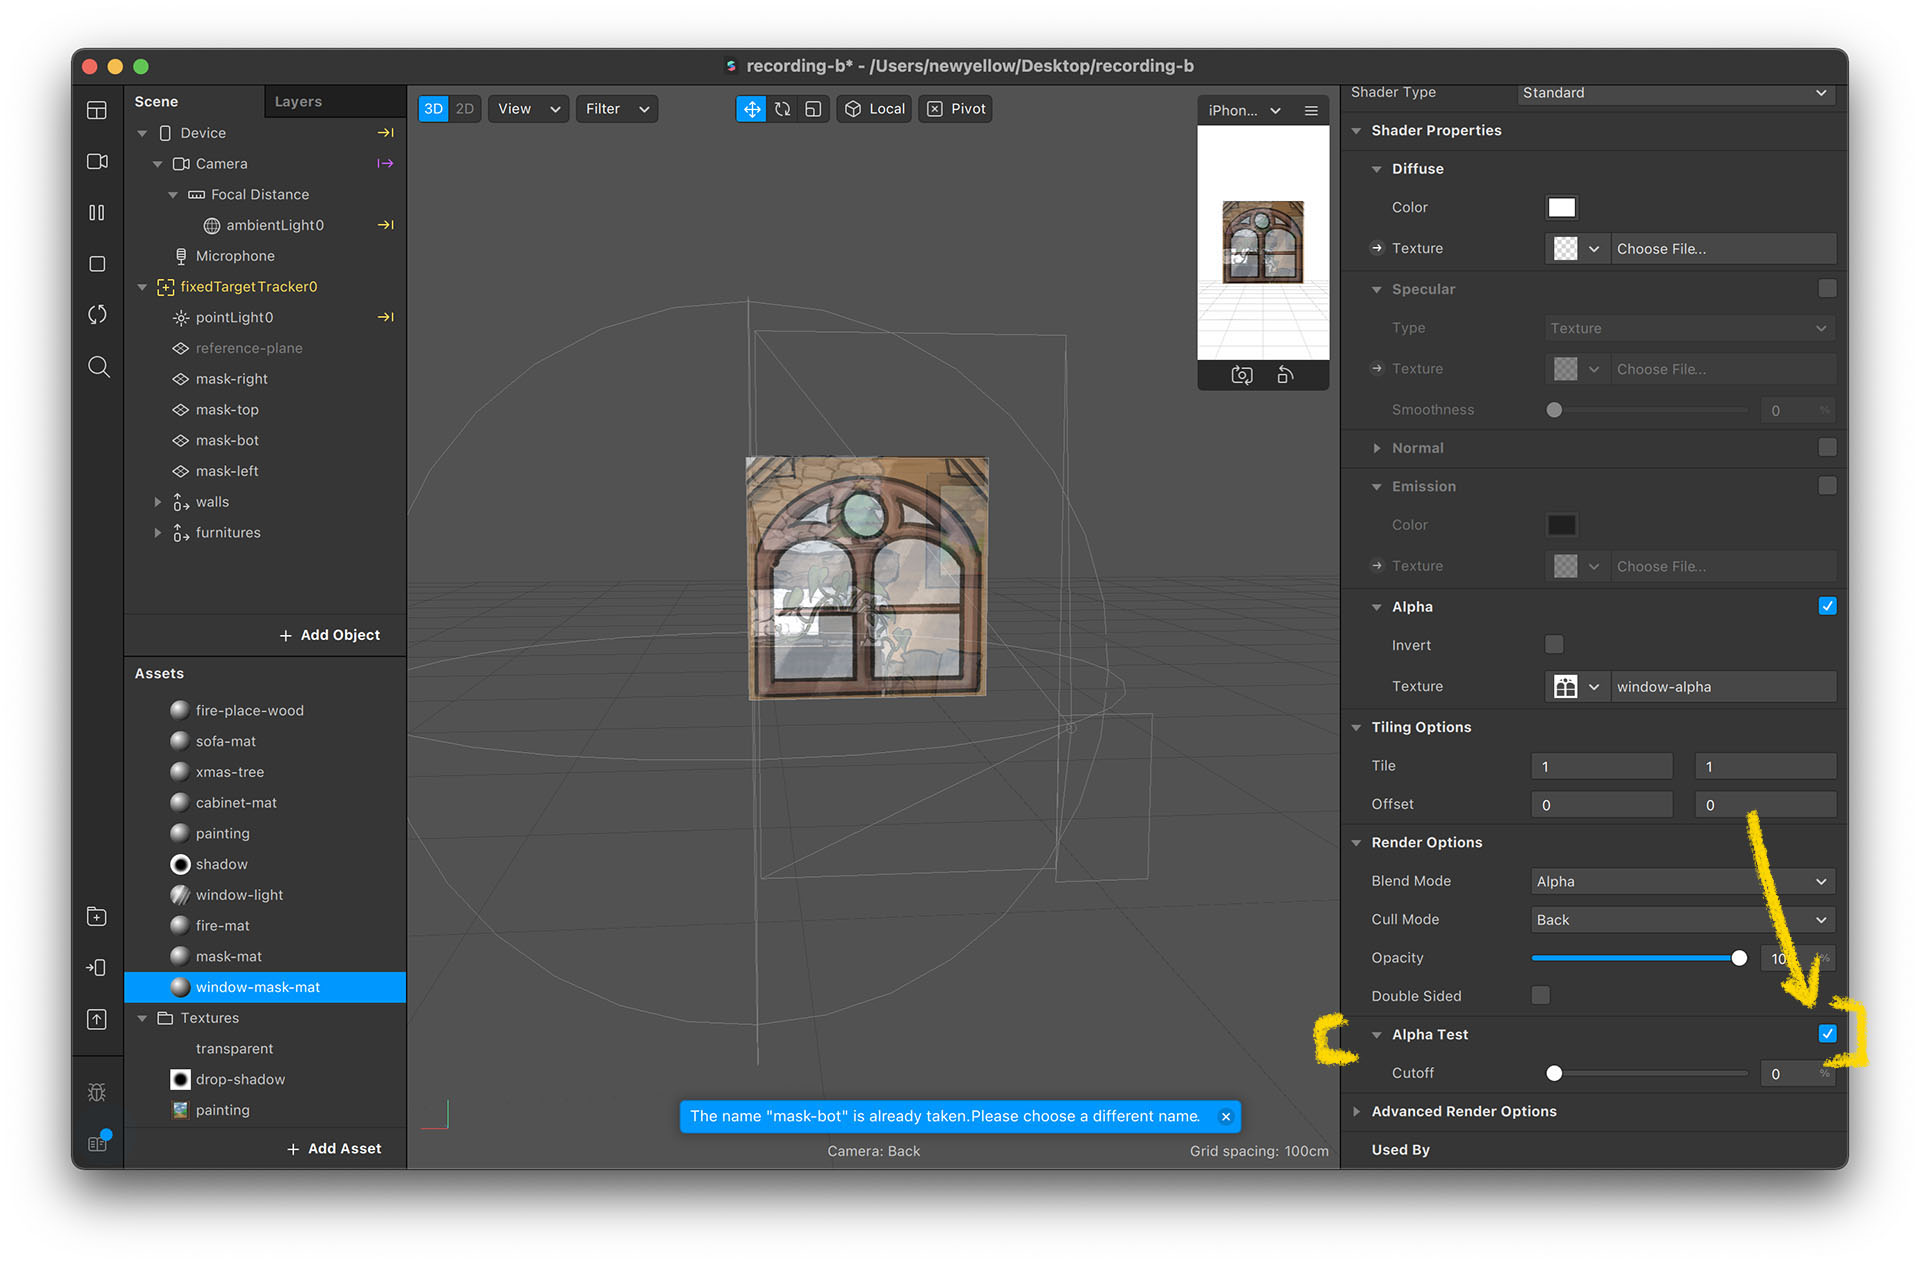 recording-b* - /Users/newyellow/Desktop/recording-b
Scene
Layers
Device
Camera
Focal Distance
ambientLight0
Microphone
fixedTargetTracker0
pointLight0
reference-plane
mask-right
mask-top
mask-bot
mask-left
walls
furnitures
+ Add Object
Assets
fire-place-wood
sofa-mat
xmas-tree
cabinet-mat
painting
shadow
window-light
fire-mat
mask-mat
window-mask-mat
Textures
transparent
drop-shadow
painting
+ Add Asset
3D 2D View Filter Local Pivot
iPhon...
The name "mask-bot" is already taken.Please choose a different name.
Camera: Back
Grid spacing: 100cm
Shader Type Standard
Shader Properties
Diffuse
Color
Texture Choose File...
Specular
Type Texture
Texture Choose File...
Smoothness 0 %
Normal
Emission
Color
Texture Choose File...
Alpha
Invert
Texture window-alpha
Tiling Options
Tile 1 1
Offset 0 0
Render Options
Blend Mode Alpha
Cull Mode Back
Opacity %
Double Sided
Alpha Test
Cutoff 0 %
Advanced Render Options
Used By